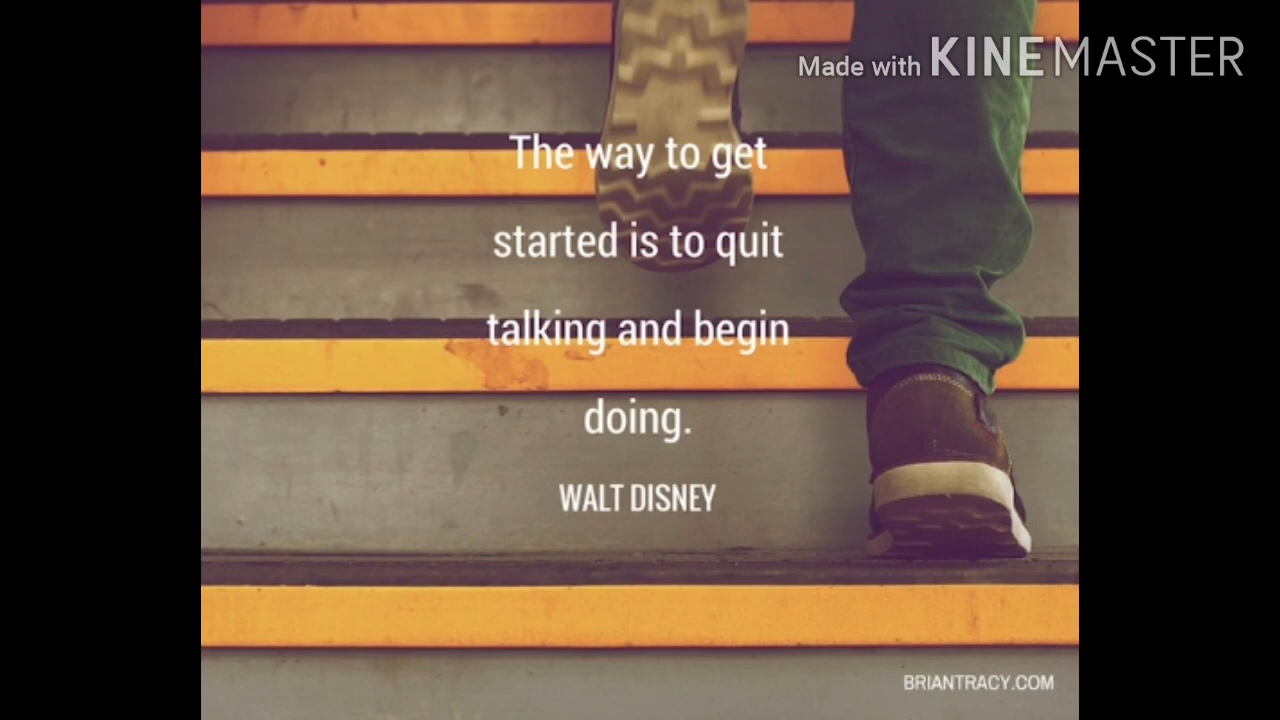 Made with KINEMASTER
The way to get
started is to quit
talking and begin
doing.
WALT DISNEY
BRIANTRACY.COM